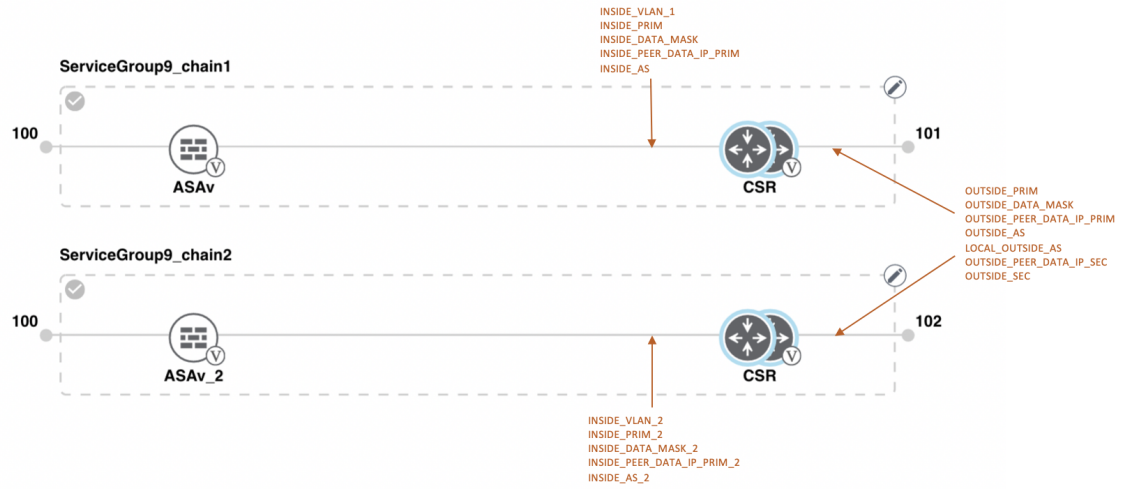 INSIDE_VLAN_1
INSIDE_PRIM
INSIDE_DATA_MASK
INSIDE_PEER_DATA_IP_PRIM
INSIDE_AS
ServiceGroup9_chain1
100
101
V
ASAv
V
CSR
OUTSIDE_PRIM
OUTSIDE_DATA_MASK
OUTSIDE_PEER_DATA_IP_PRIM
OUTSIDE_AS
LOCAL_OUTSIDE_AS
OUTSIDE_PEER_DATA_IP_SEC
OUTSIDE_SEC
ServiceGroup9_chain2
100
102
V
ASAv_2
V
CSR
INSIDE_VLAN_2
INSIDE_PRIM_2
INSIDE_DATA_MASK_2
INSIDE_PEER_DATA_IP_PRIM_2
INSIDE_AS_2